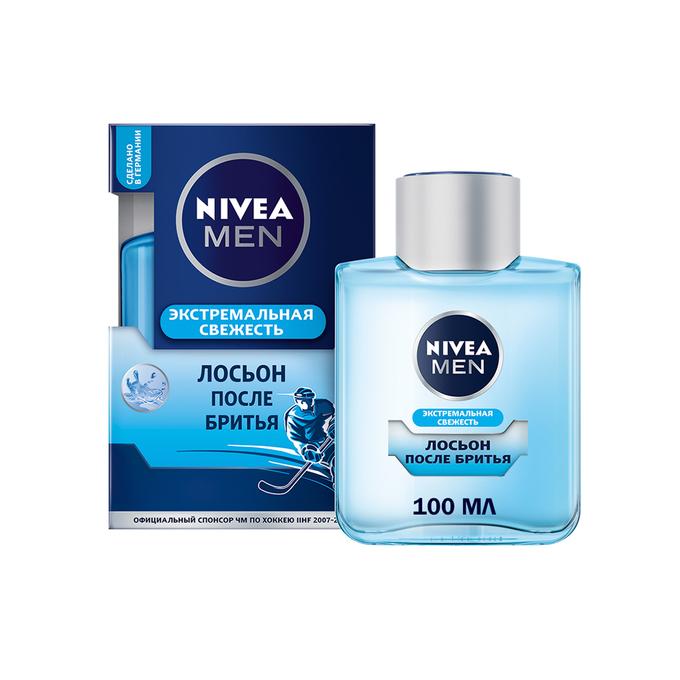 СДЕЛАНО
В ГЕРМАНИИ
NIVEA
MEN
ЭКСТРЕМАЛЬНАЯ
СВЕЖЕСТЬ
ЛОСЬОН
ПОСЛЕ
БРИТЬЯ
ОФИЦИАЛЬНЫЙ СПОНСОР ЧМ ПО ХОККЕЮ IIHF 2007-2
NIVEA
MEN
ЭКСТРЕМАЛЬНАЯ
СВЕЖЕСТЬ
ЛОСЬОН
ПОСЛЕ БРИТЬЯ
100 МЛ